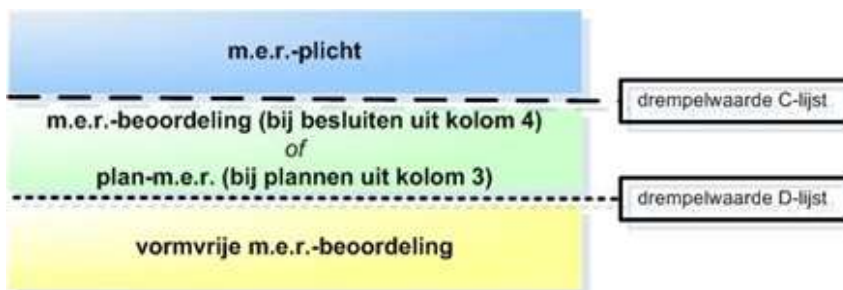 m.e.r.-plicht
drempelwaarde C-lijst
m.e.r.-beoordeling (bij besluiten uit kolom 4)
of
plan-m.e.r. (bij plannen uit kolom 3)
drempelwaarde D-lijst
vormvrije m.e.r.-beoordeling